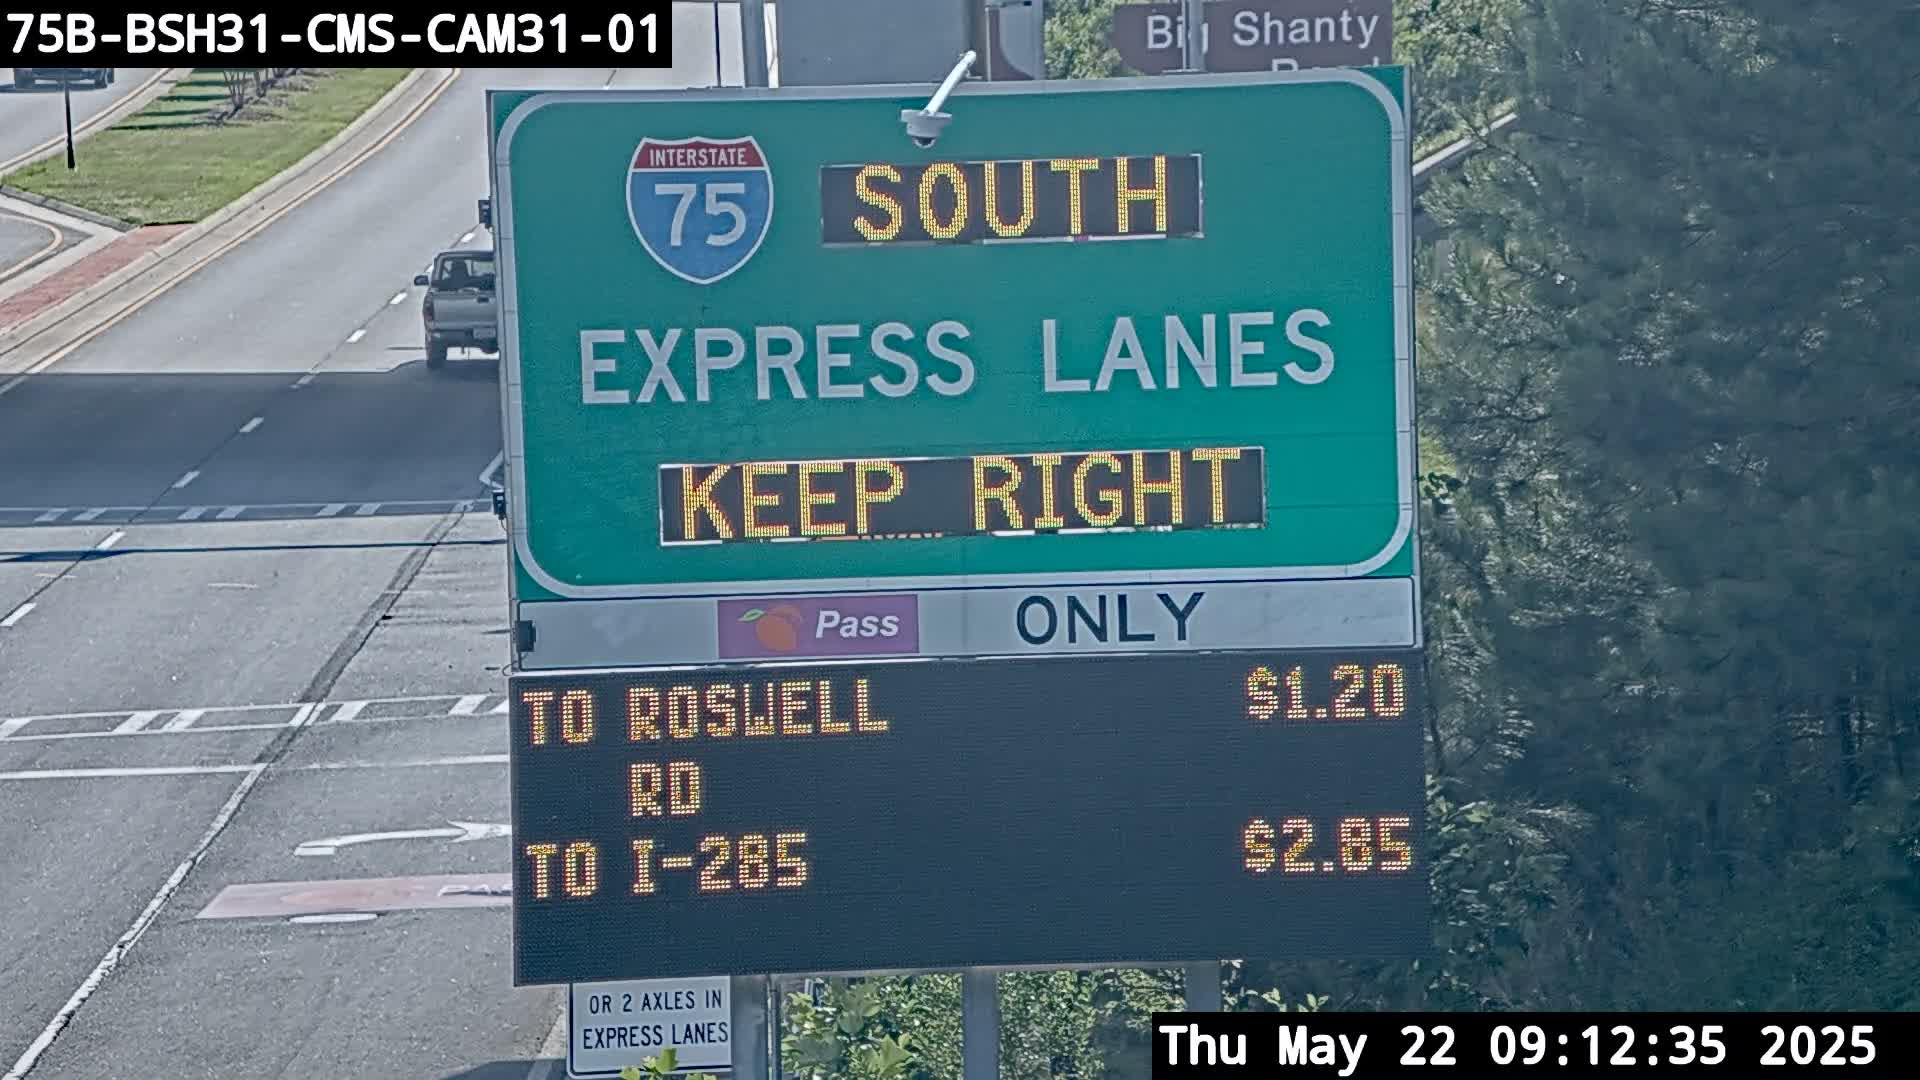 75B-BSH31-CMS-CAM31-01
Big Shanty
Road
INTERSTATE
75
SOUTH
EXPRESS LANES
KEEP RIGHT
Pass ONLY
TO ROSWELL $1.20
RD
TO I-285 $2.85
OR 2 AXLES IN
EXPRESS LANES
Thu May 22 09:12:35 2025